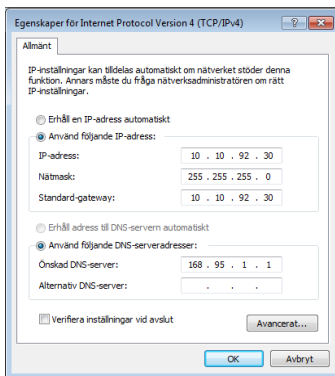 Egenskaper för Internet Protocol Version 4 (TCP/IPv4)
Allmänt
IP-inställningar kan tilldelas automatiskt om nätverket stöder denna
funktion. Annars måste du fråga nätverksadministratören om rätt
IP-inställningar.
Erhåll en IP-adress automatiskt
Använd följande IP-adress:
IP-adress: 10 . 10 . 92 . 30
Nätmask: 255 . 255 . 255 . 0
Standard-gateway: 10 . 10 . 92 . 30
Erhåll adress till DNS-servern automatiskt
Använd följande DNS-serveradresser:
Önskad DNS-server: 168 . 95 . 1 . 1
Alternativ DNS-server: . . .
Verifiera inställningar vid avslut
Avancerat...
OK Avbryt